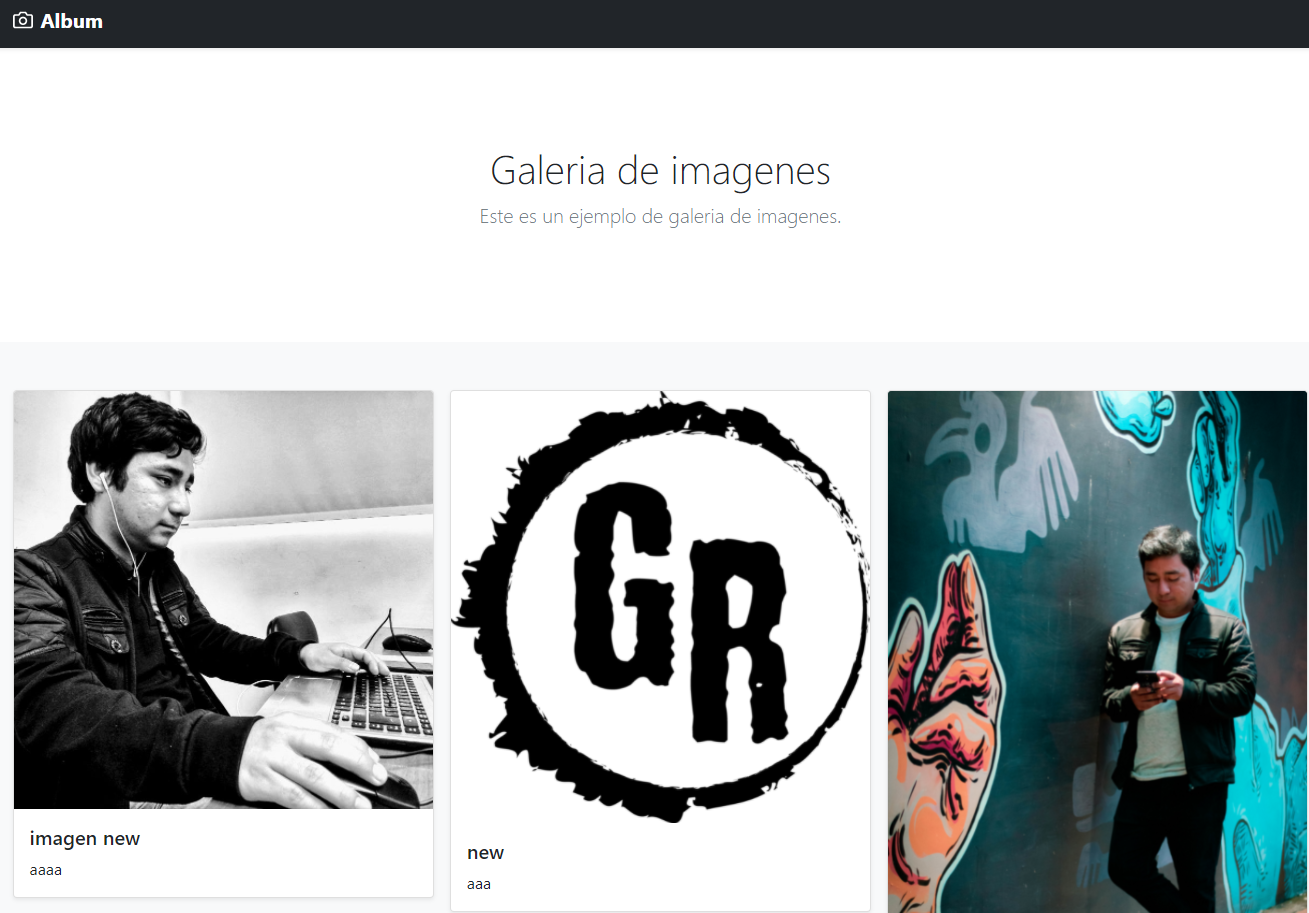 Album
Galeria de imagenes
Este es un ejemplo de galeria de imagenes.
GR
imagen new
aaaa
new
aaa